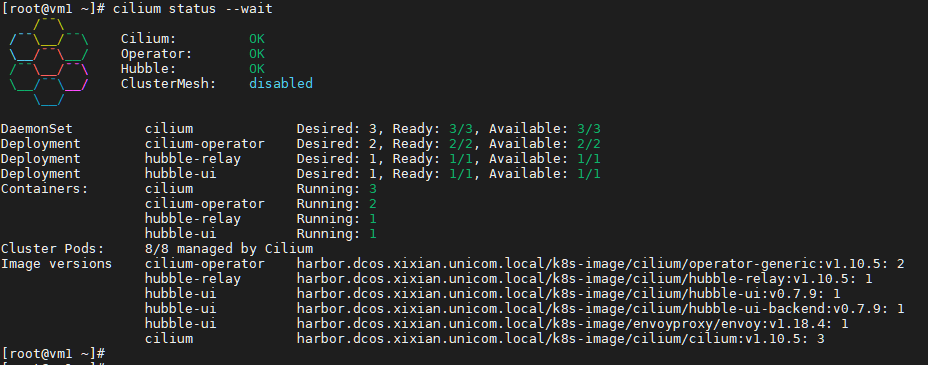 [root@vm1 ~]# cilium status --wait
    /¯¯\
 /¯¯\__/¯¯\    Cilium:         OK
 \__/¯¯\__/    Operator:       OK
 /¯¯\__/¯¯\    Hubble:         OK
 \__/¯¯\__/    ClusterMesh:    disabled
    \__/
DaemonSet         cilium             Desired: 3, Ready: 3/3, Available: 3/3
Deployment        cilium-operator    Desired: 2, Ready: 2/2, Available: 2/2
Deployment        hubble-relay       Desired: 1, Ready: 1/1, Available: 1/1
Deployment        hubble-ui          Desired: 1, Ready: 1/1, Available: 1/1
Containers:       cilium             Running: 3
                  cilium-operator    Running: 2
                  hubble-relay       Running: 1
                  hubble-ui          Running: 1
Cluster Pods:     8/8 managed by Cilium
Image versions    cilium-operator    harbor.dcos.xixian.unicom.local/k8s-image/cilium/operator-generic:v1.10.5: 2
                  hubble-relay       harbor.dcos.xixian.unicom.local/k8s-image/cilium/hubble-relay:v1.10.5: 1
                  hubble-ui          harbor.dcos.xixian.unicom.local/k8s-image/cilium/hubble-ui:v0.7.9: 1
                  hubble-ui          harbor.dcos.xixian.unicom.local/k8s-image/cilium/hubble-ui-backend:v0.7.9: 1
                  hubble-ui          harbor.dcos.xixian.unicom.local/k8s-image/envoyproxy/envoy:v1.18.4: 1
                  cilium             harbor.dcos.xixian.unicom.local/k8s-image/cilium/cilium:v1.10.5: 3
[root@vm1 ~]#